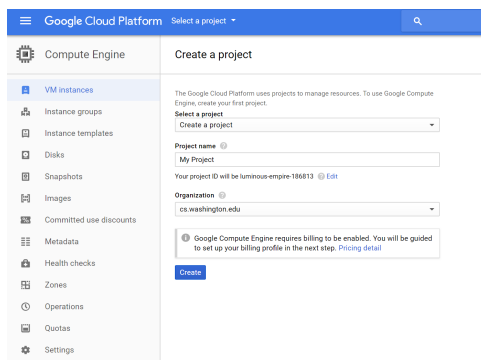 Google Cloud Platform Select a project
Compute Engine
Create a project
VM instances
Instance groups
Instance templates
Disks
Snapshots
Images
Committed use discounts
Metadata
Health checks
Zones
Operations
Quotas
Settings
The Google Cloud Platform uses projects to manage resources. To use Google Compute
Engine, create your first project.
Select a project
Create a project
Project name
My Project
Your project ID will be luminous-empire-186813 Edit
Organization
cs.washington.edu
Google Compute Engine requires billing to be enabled. You will be guided
to set up your billing profile in the next step. Pricing detail
Create